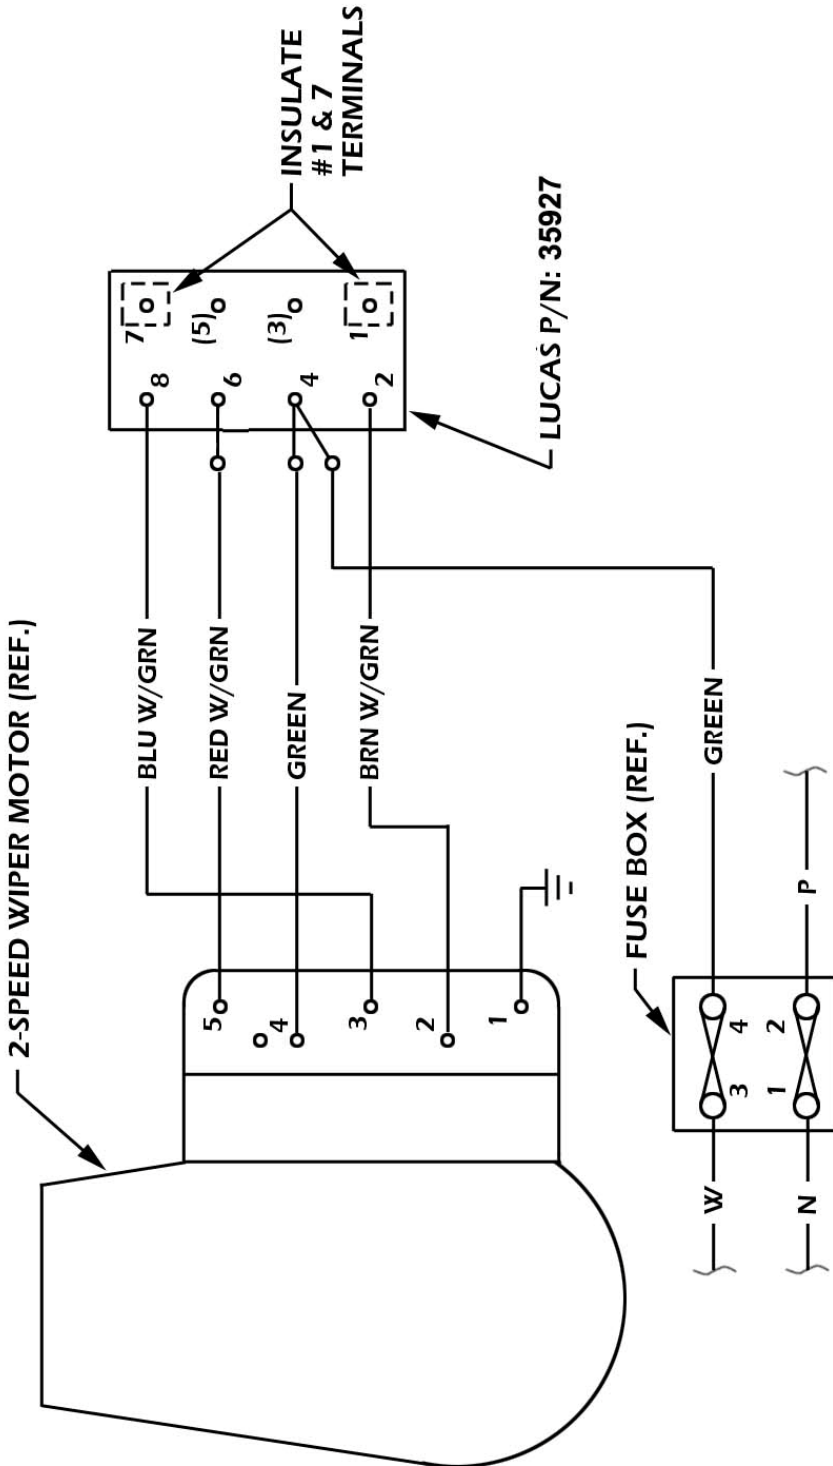 2-SPEED WIPER MOTOR (REF.)
INSULATE
#1 & 7
TERMINALS
7
(5)
(3)
1
8
6
4
2
LUCAS P/N: 35927
BLU W/GRN
RED W/GRN
GREEN
BRN W/GRN
5
4
3
2
1
FUSE BOX (REF.)
GREEN
P
3
4
1
2
W
N